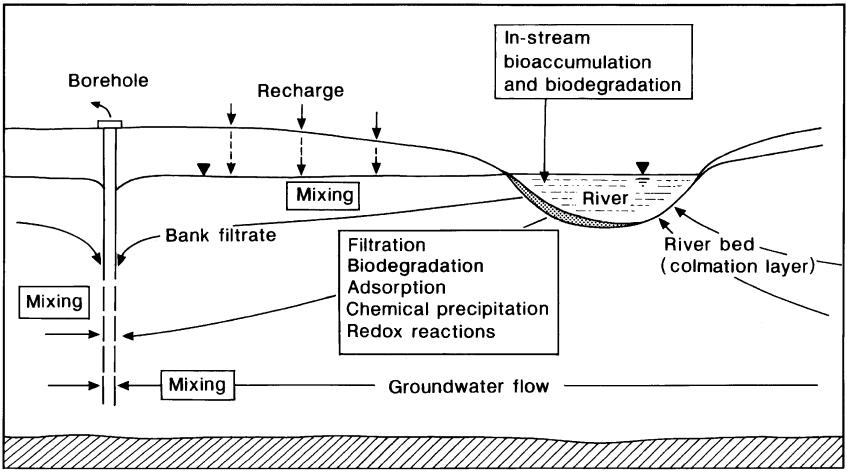 In-stream
bioaccumulation
and biodegradation
Borehole
Recharge
Mixing
River
Bank filtrate
River bed
(colmation layer)
Filtration
Biodegradation
Adsorption
Chemical precipitation
Redox reactions
Mixing
Mixing
Groundwater flow